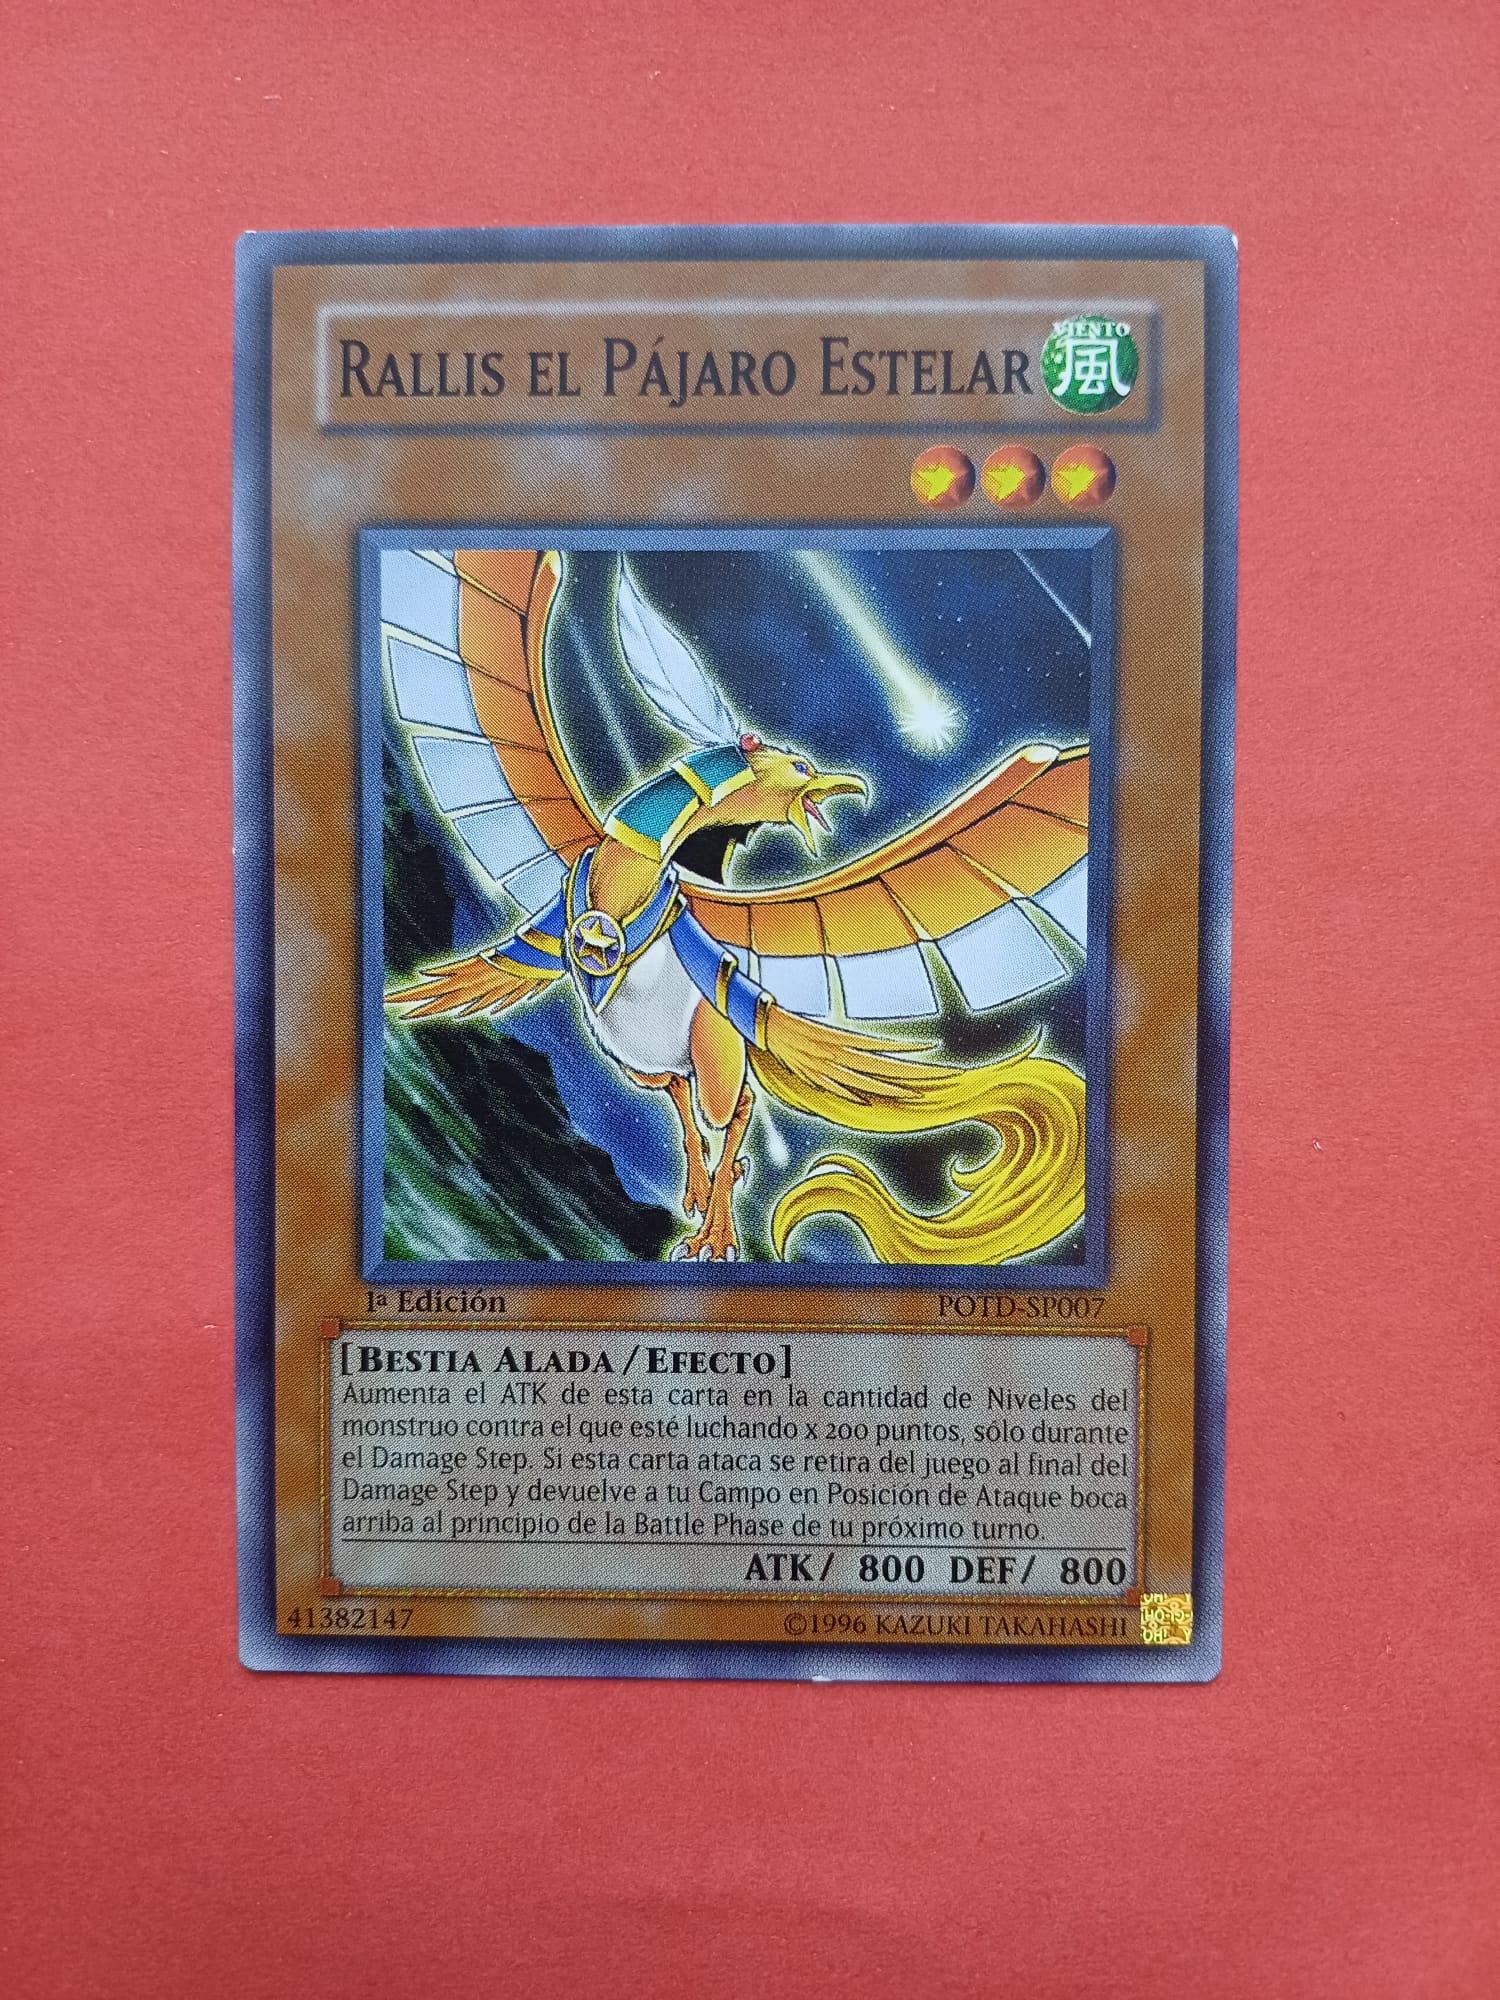 RALLIS EL PÁJARO ESTELAR
VIENTO
風
1ª Edición
POTD-SP007
[BESTIA ALADA/EFECTO]
Aumenta el ATK de esta carta en la cantidad de Niveles del
monstruo contra el que esté luchando x 200 puntos, sólo durante
el Damage Step. Si esta carta ataca se retira del juego al final del
Damage Step y devuelve a tu Campo en Posición de Ataque boca
arriba al principio de la Battle Phase de tu próximo turno.
ATK/ 800 DEF/ 800
41382147
©1996 KAZUKI TAKAHASHI